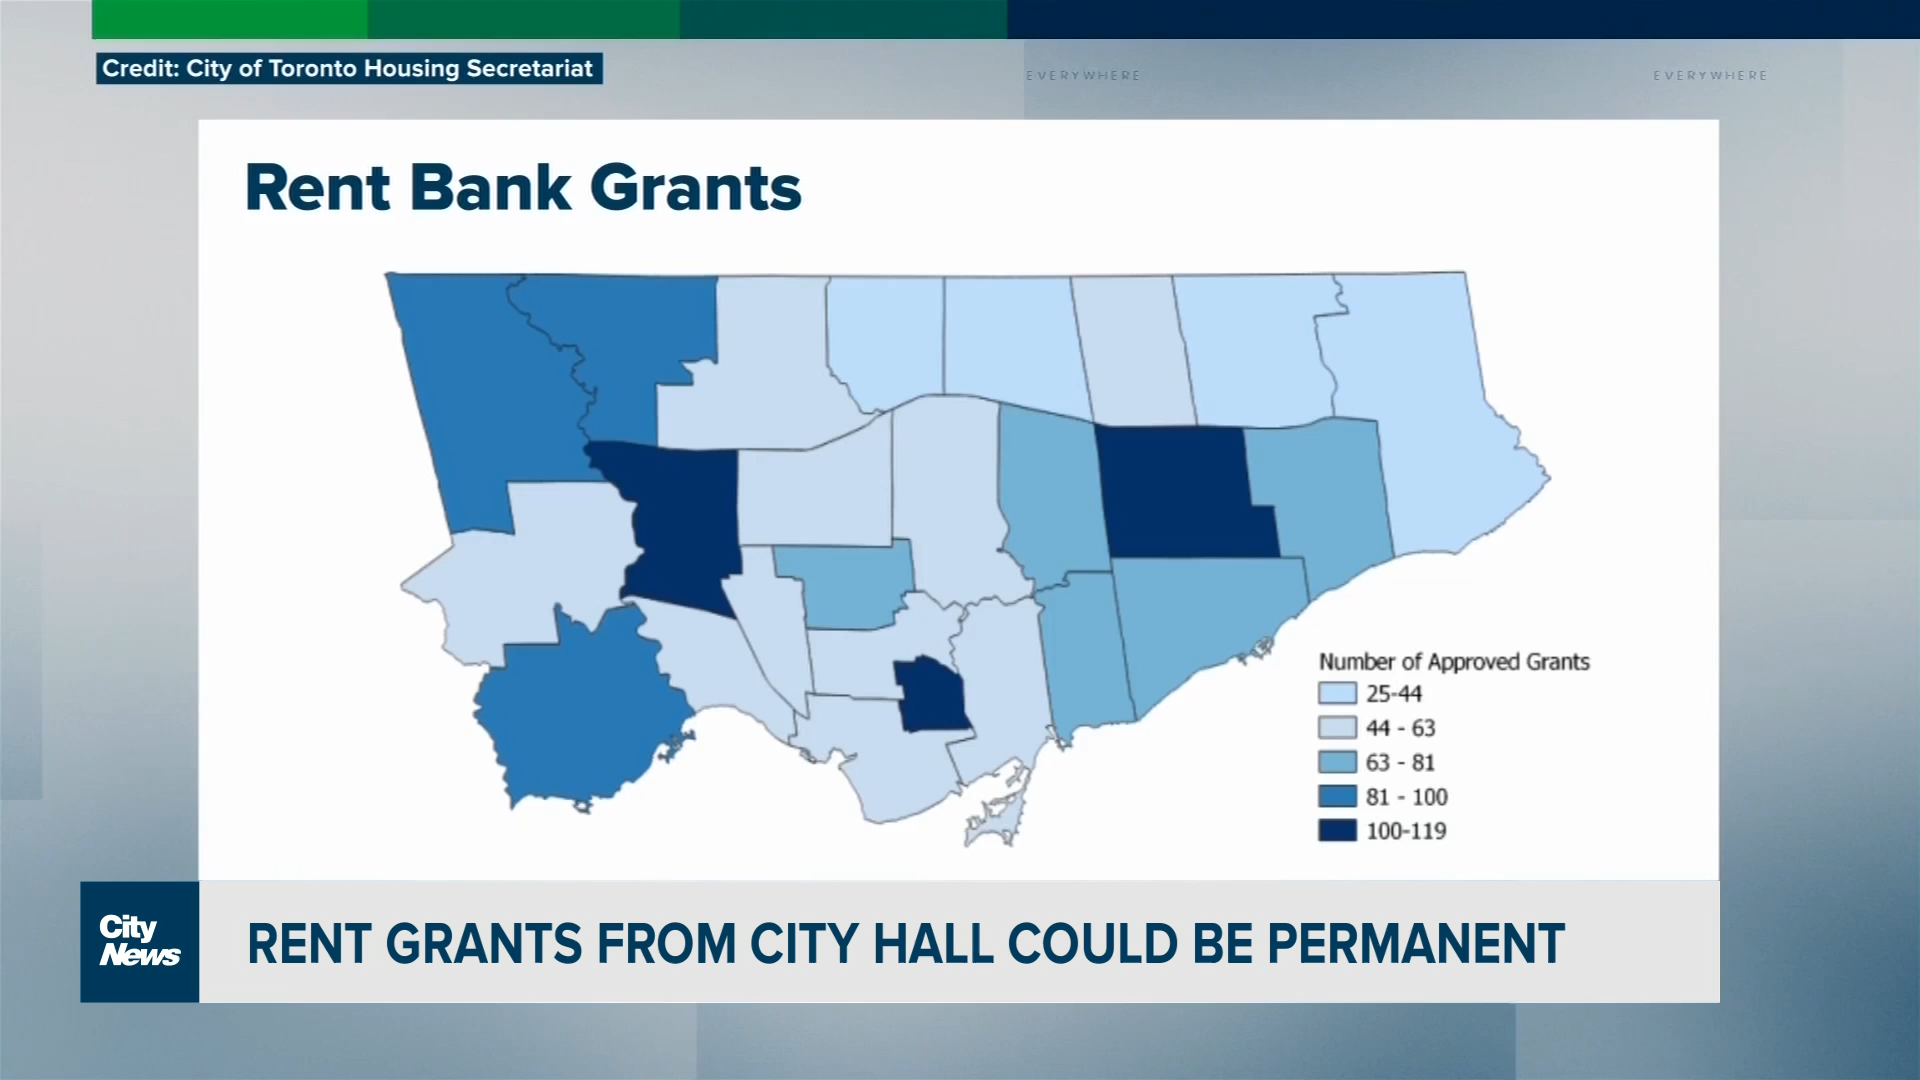 Credit: City of Toronto Housing Secretariat
EVERYWHERE
EVERYWHERE
Rent Bank Grants
Number of Approved Grants
25-44
44 - 63
63 - 81
81 - 100
100-119
City
News
RENT GRANTS FROM CITY HALL COULD BE PERMANENT